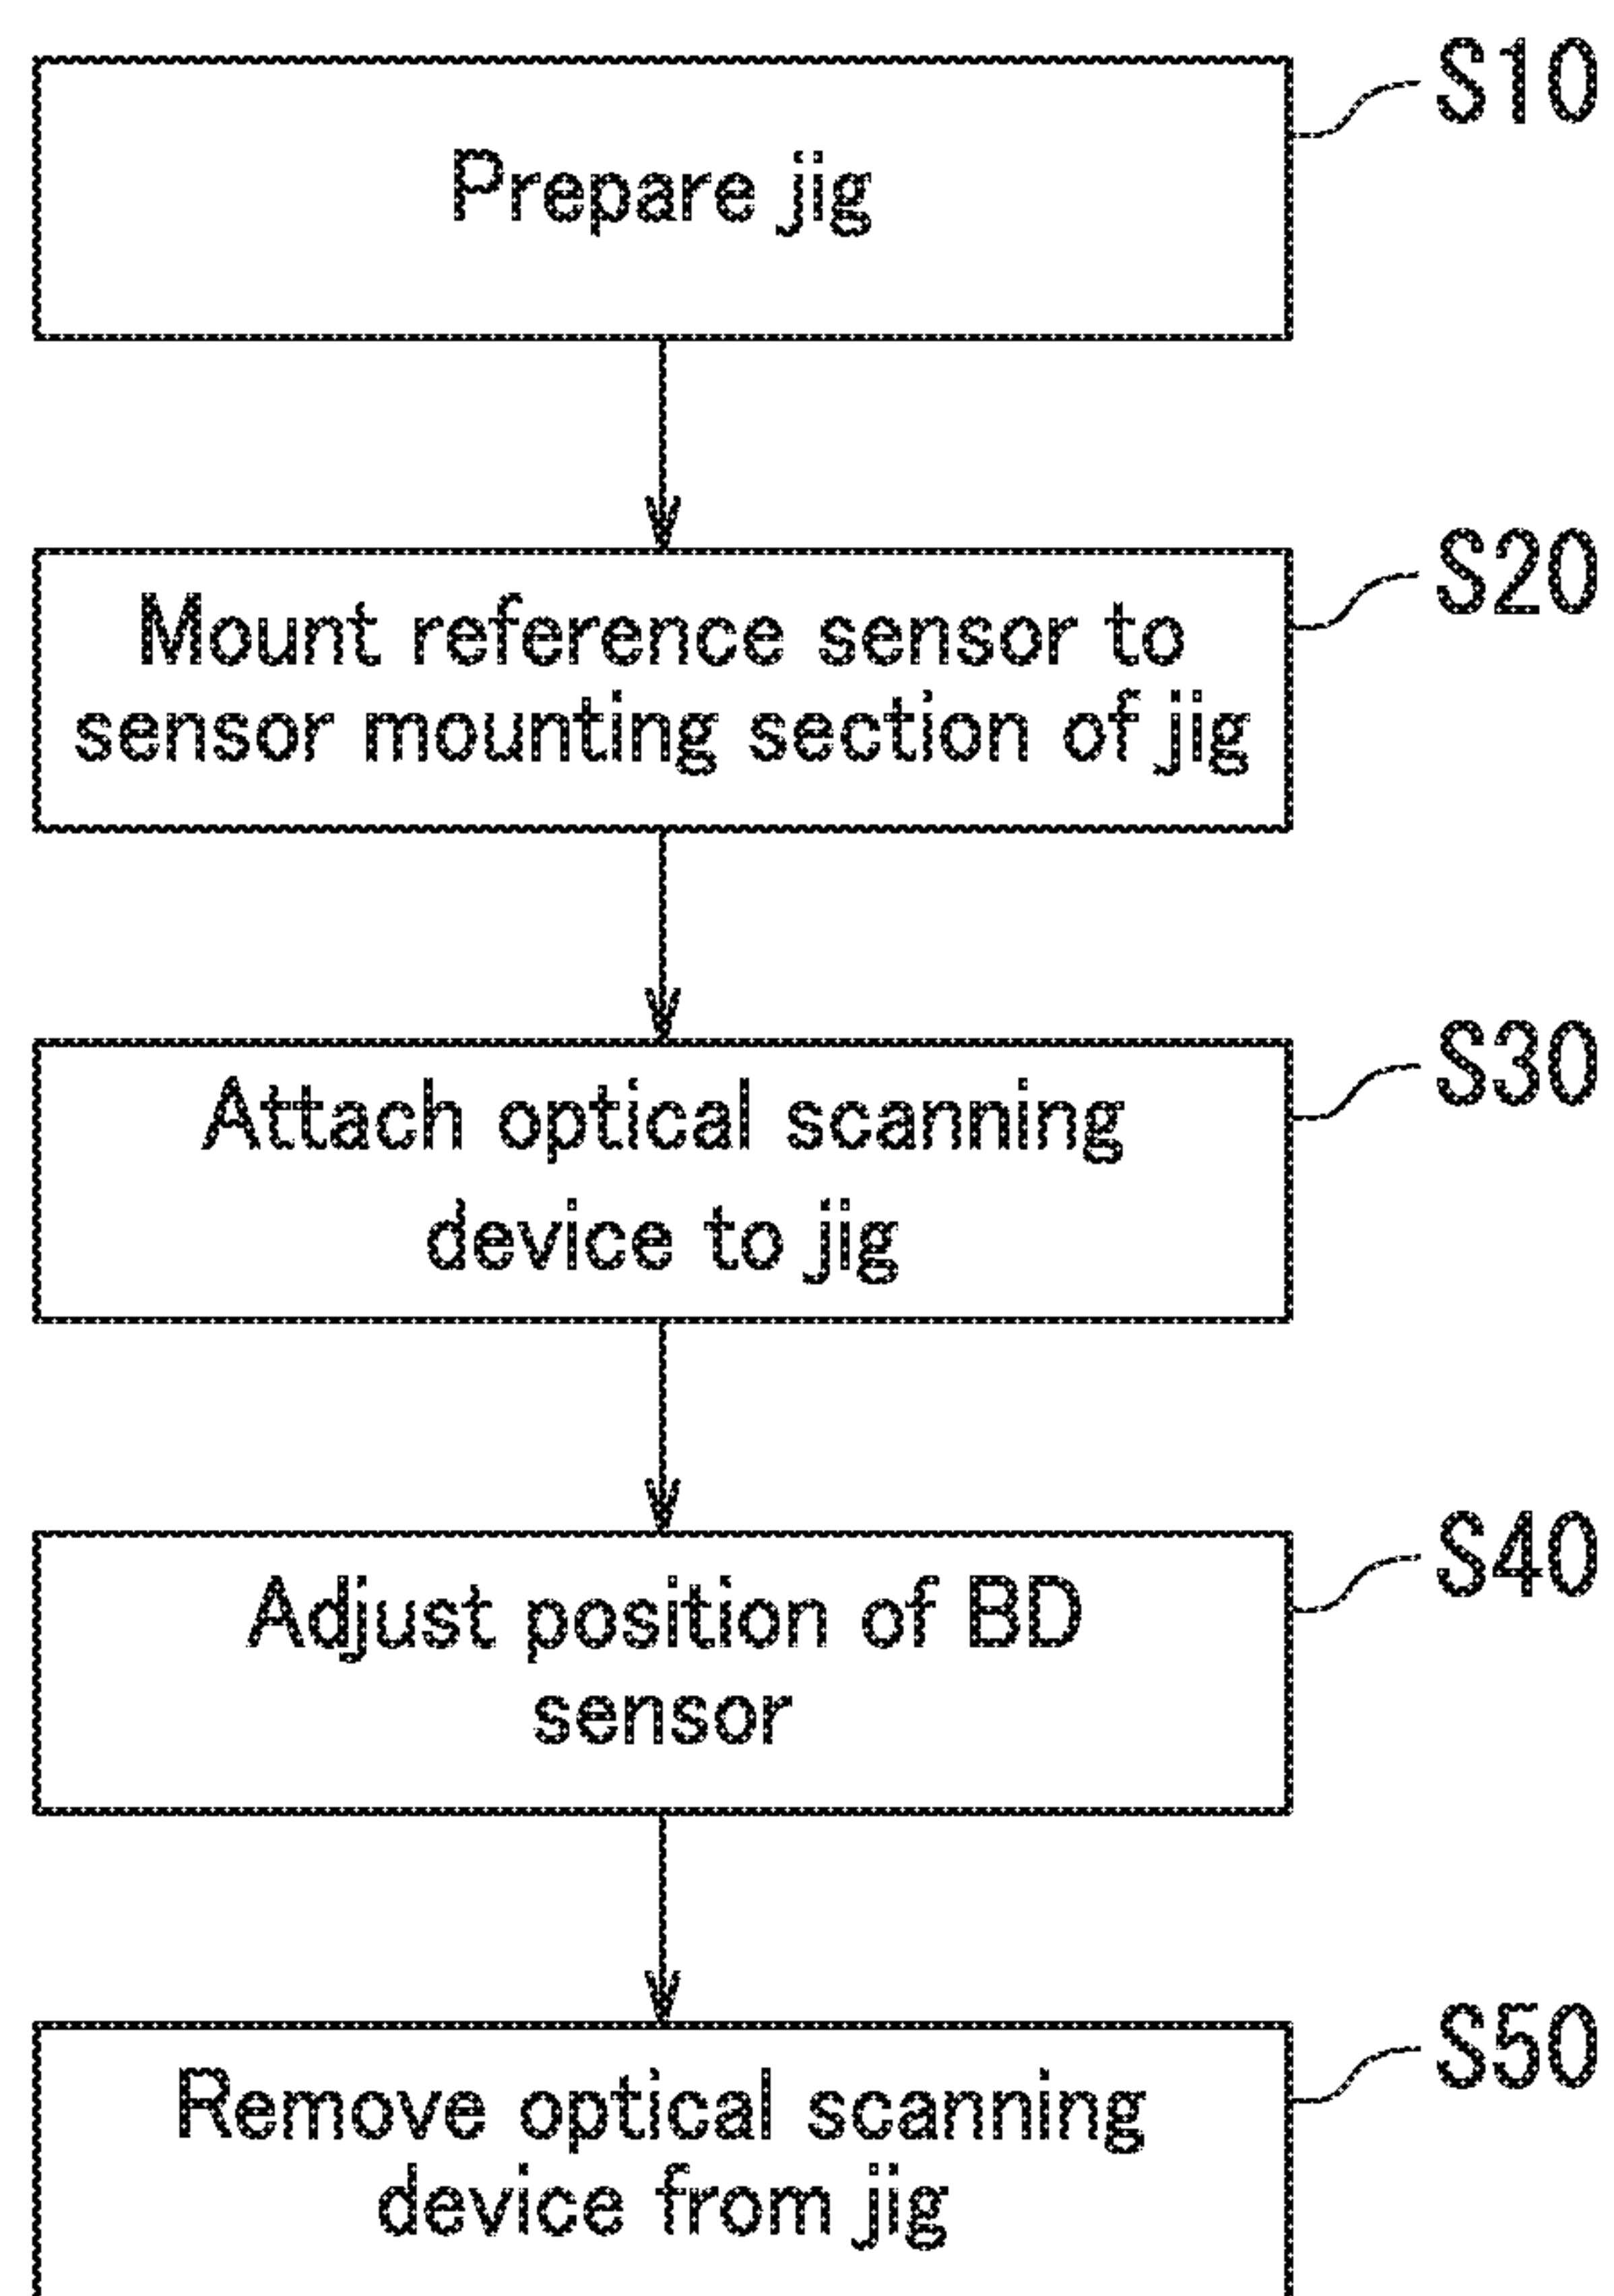 S10
Prepare jig
S20
Mount reference sensor to
sensor mounting section of jig
S30
Attach optical scanning
device to jig
S40
Adjust position of BD
sensor
S50
Remove optical scanning
device from jig